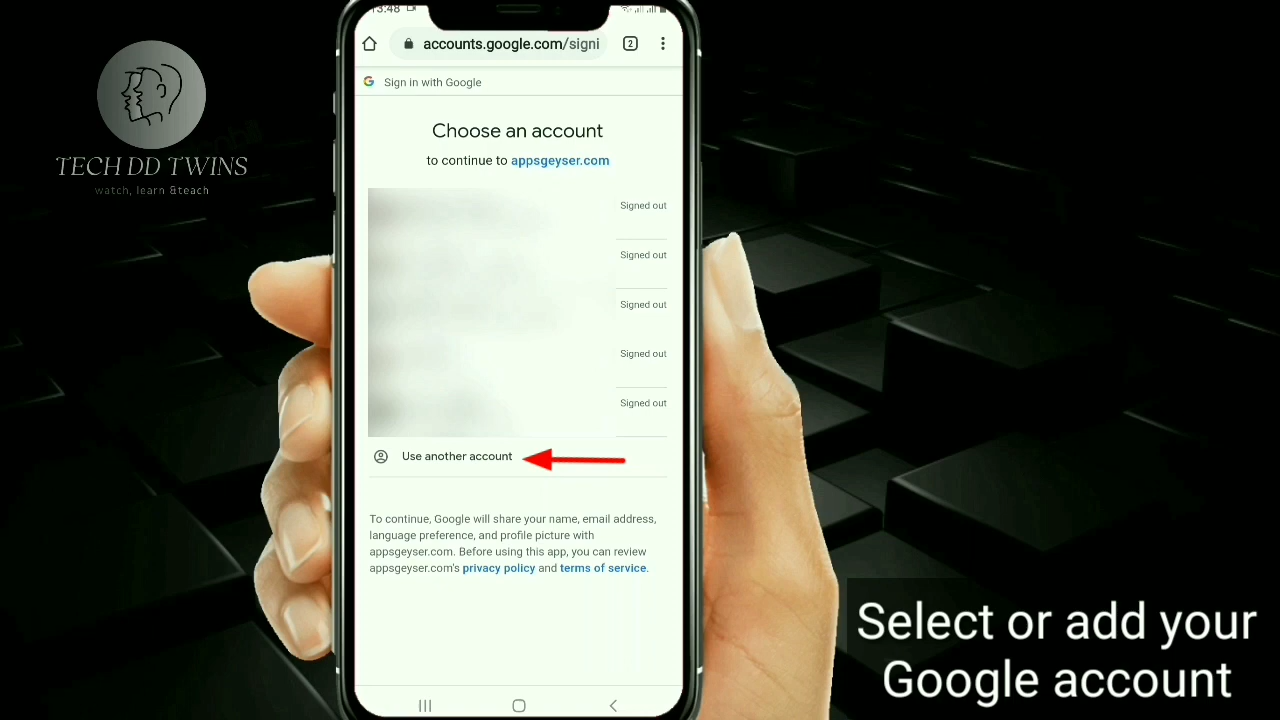 TECH DD TWINS
watch, learn &teach
13:48
accounts.google.com/signi
2
Sign in with Google
Choose an account
to continue to appsgeyser.com
Signed out
Signed out
Signed out
Signed out
Signed out
Use another account
To continue, Google will share your name, email address,
language preference, and profile picture with
appsgeyser.com. Before using this app, you can review
appsgeyser.com's privacy policy and terms of service.
Select or add your
Google account